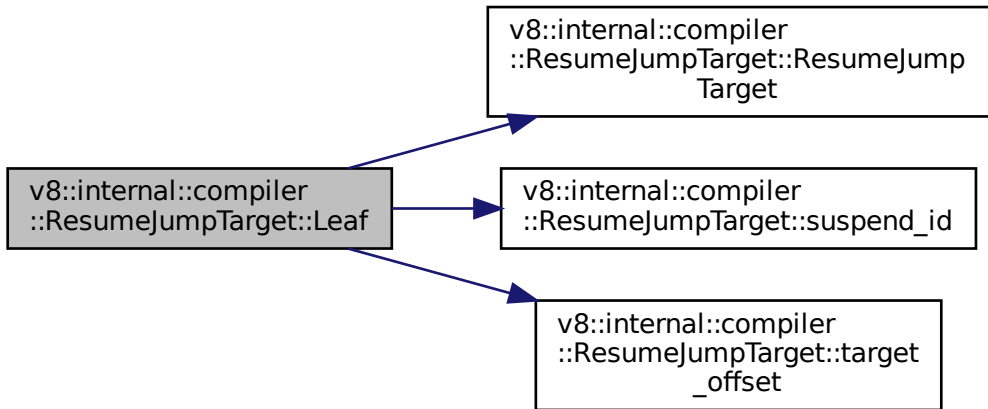 v8::internal::compiler
::ResumeJumpTarget::ResumeJump
Target
v8::internal::compiler
::ResumeJumpTarget::Leaf
v8::internal::compiler
::ResumeJumpTarget::suspend_id
v8::internal::compiler
::ResumeJumpTarget::target
_offset